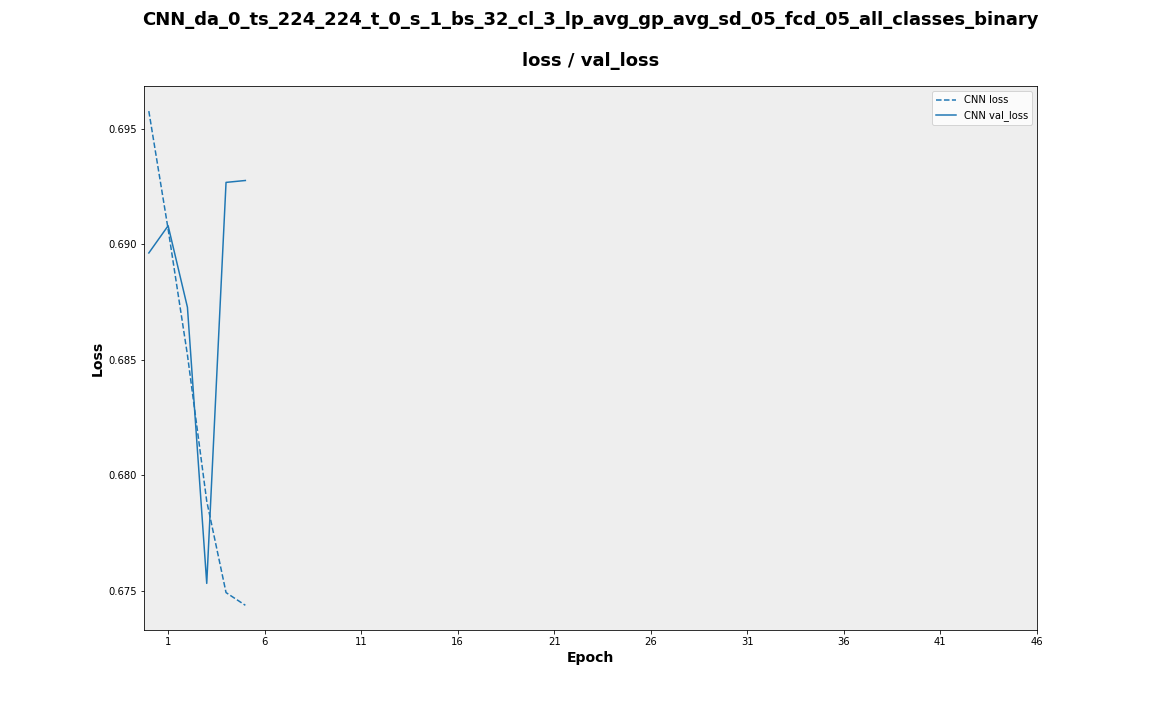 CNN_da_0_ts_224_224_t_0_s_1_bs_32_cl_3_lp_avg_gp_avg_sd_05_fcd_05_all_classes_binary
loss / val_loss
CNN loss
CNN val_loss
0.695
0.690
0.685
0.680
0.675
Loss
1 6 11 16 21 26 31 36 41 46
Epoch